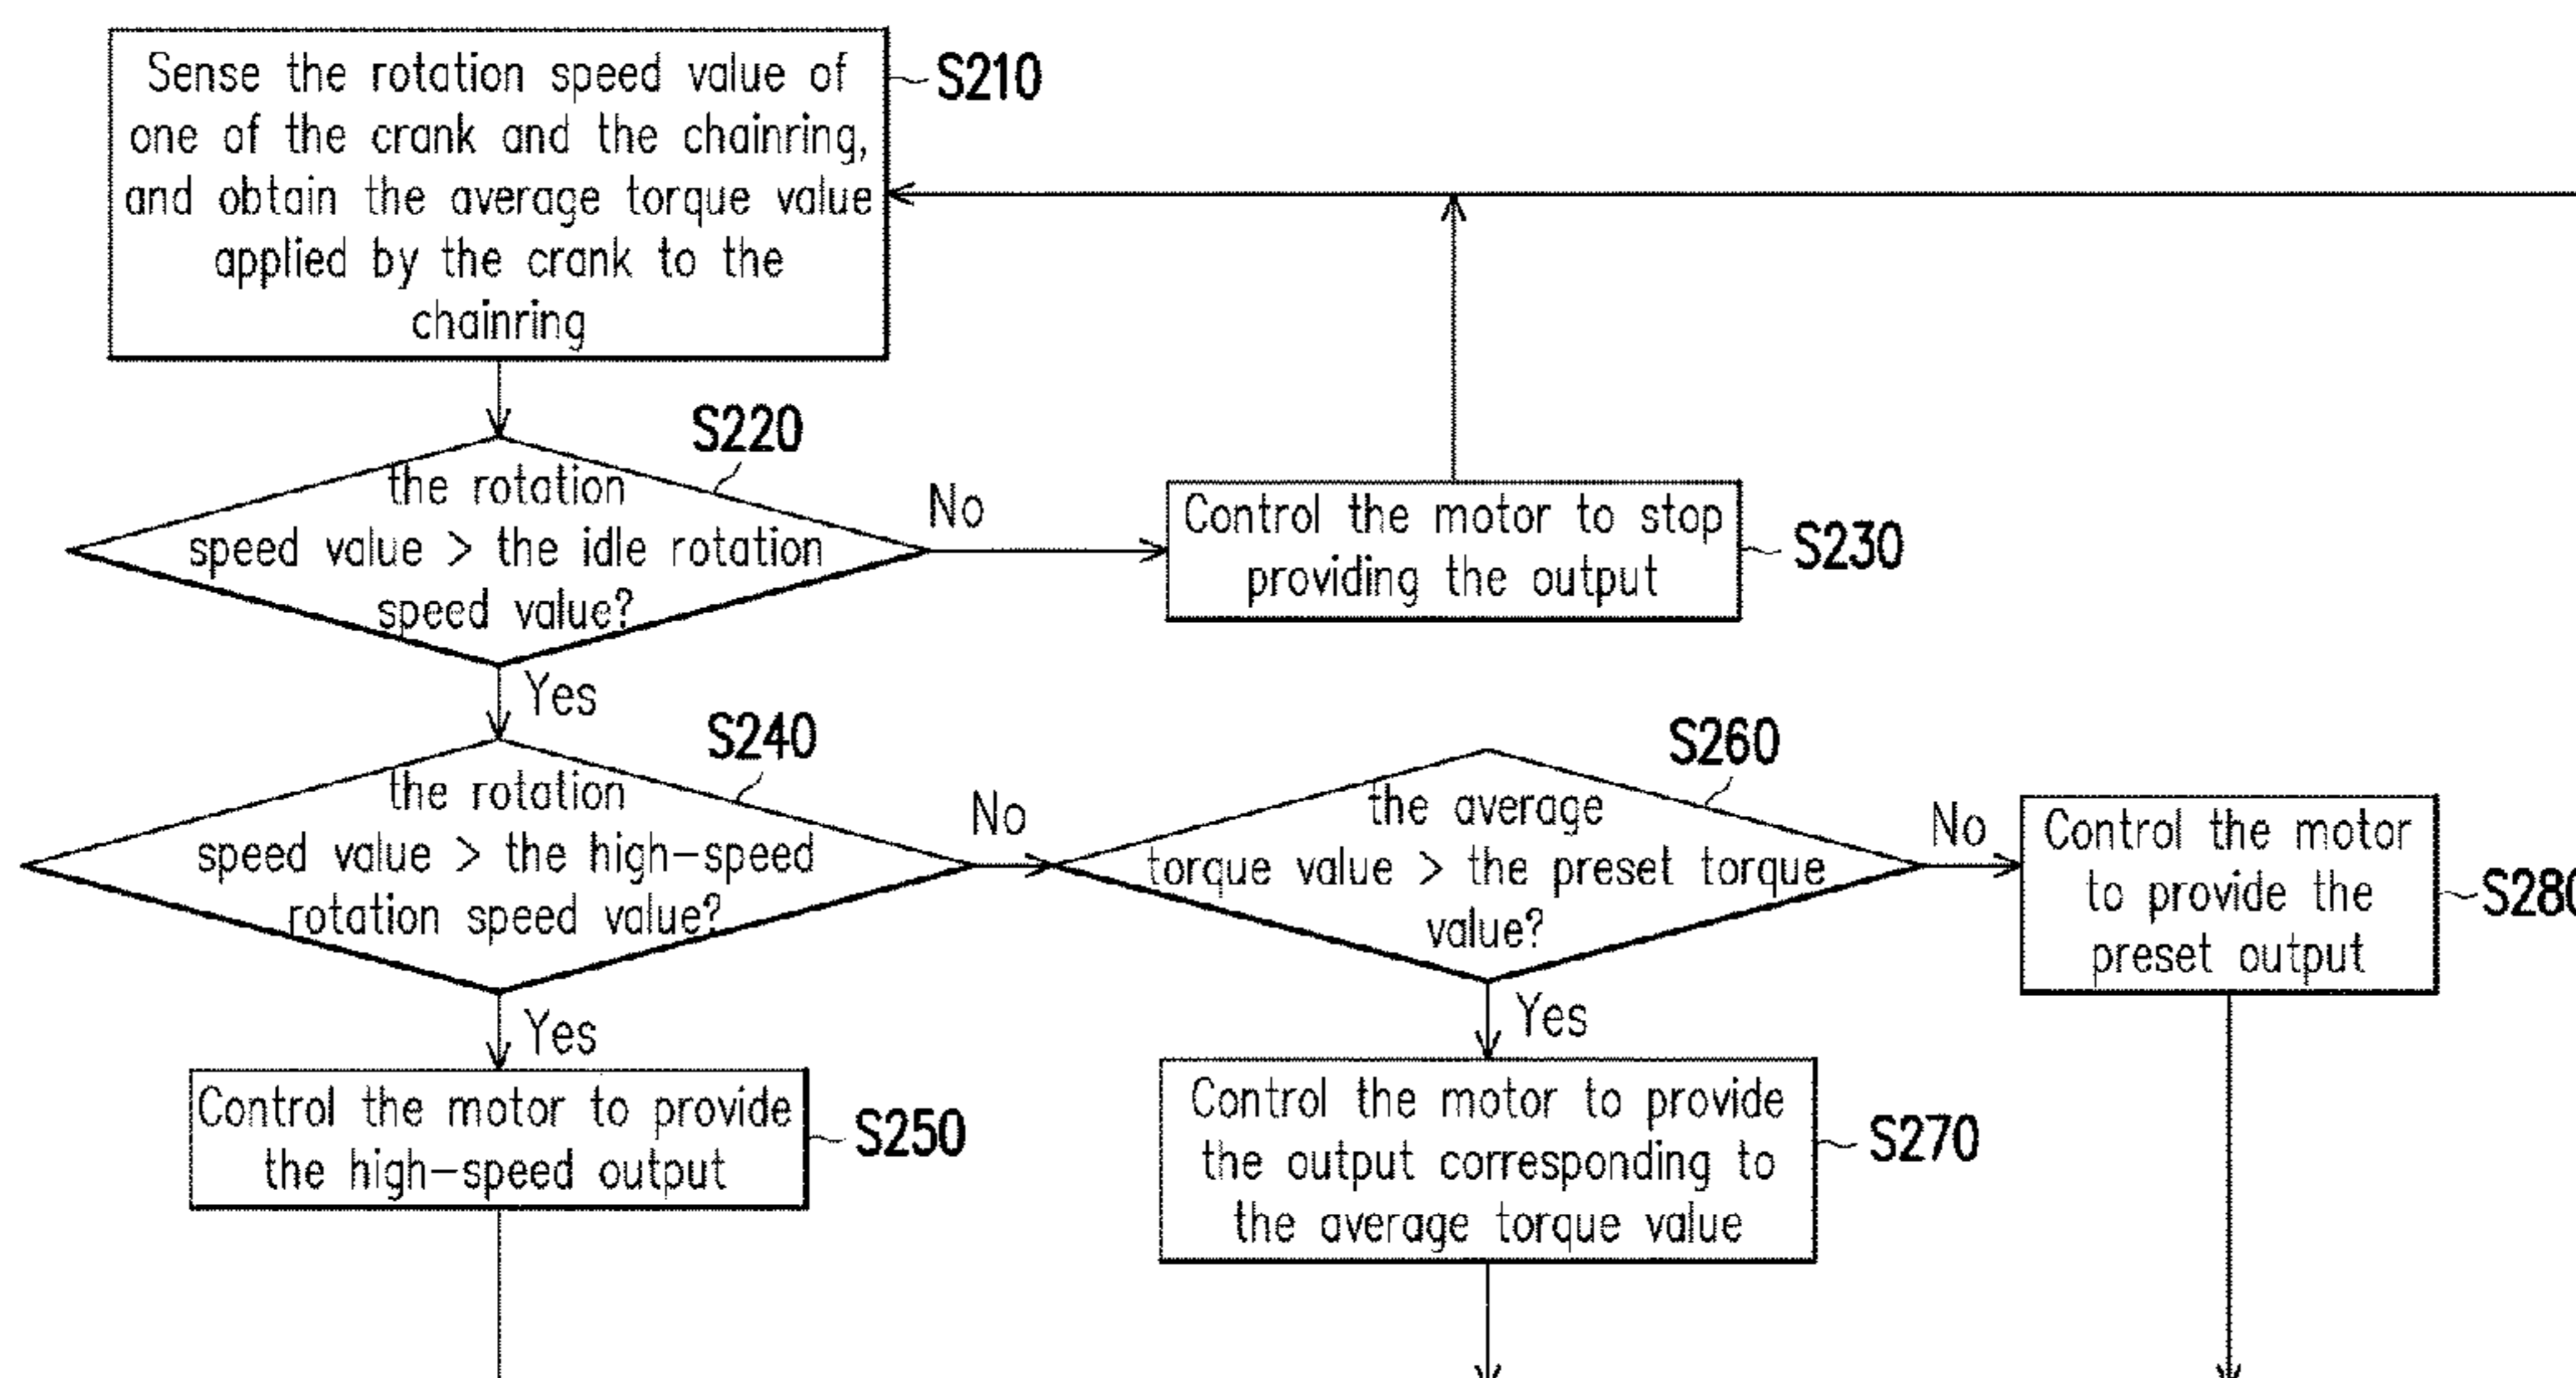 Sense the rotation speed value of
one of the crank and the chainring,
and obtain the average torque value
applied by the crank to the
chainring
S210
S220
the rotation
speed value > the idle rotation
speed value?
No
Control the motor to stop
providing the output
S230
Yes
S240
the rotation
speed value > the high-speed
rotation speed value?
No
S260
the average
torque value > the preset torque
value?
No
Control the motor
to provide the
preset output
S280
Yes
Control the motor to provide
the high-speed output
S250
Yes
Control the motor to provide
the output corresponding to
the average torque value
S270